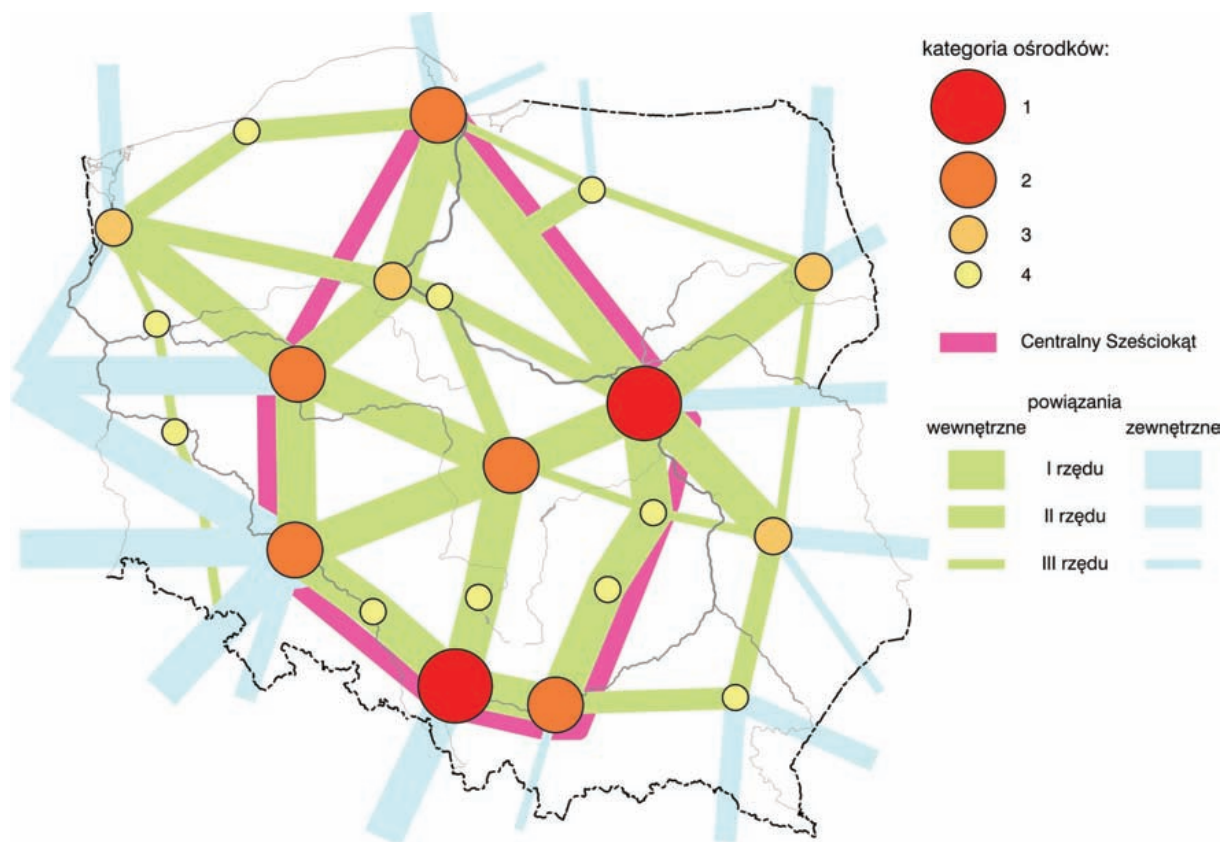 kategoria ośrodków:
1
2
3
4
Centralny Sześciokąt
powiązania
wewnętrzne zewnętrzne
I rzędu
II rzędu
III rzędu